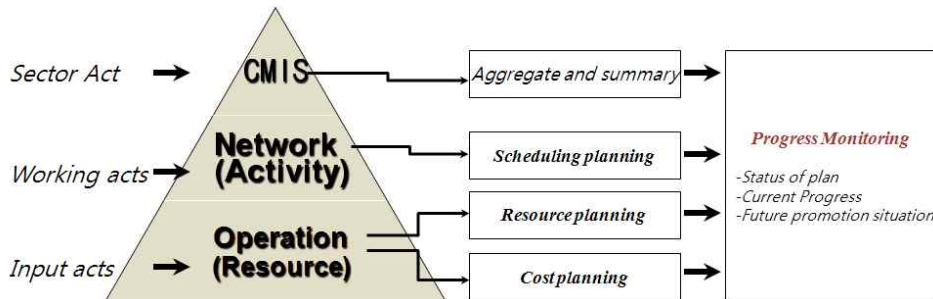 Sector Act
CMIS
Aggregate and summary
Working acts
Network
(Activity)
Scheduling planning
Resource planning
Input acts
Operation
(Resource)
Cost planning
Progress Monitoring
-Status of plan
-Current Progress
-Future promotion situation